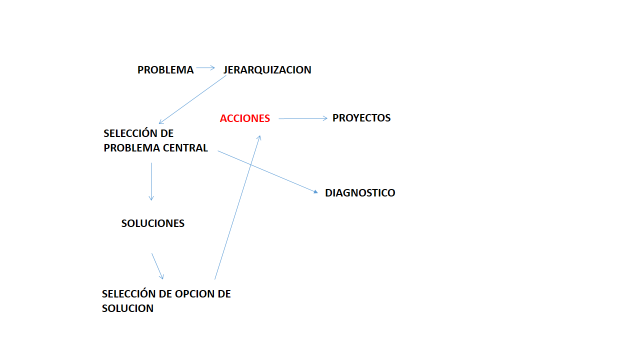 PROBLEMA
JERARQUIZACION
ACCIONES
PROYECTOS
SELECCIÓN DE
PROBLEMA CENTRAL
DIAGNOSTICO
SOLUCIONES
SELECCIÓN DE OPCION DE
SOLUCION